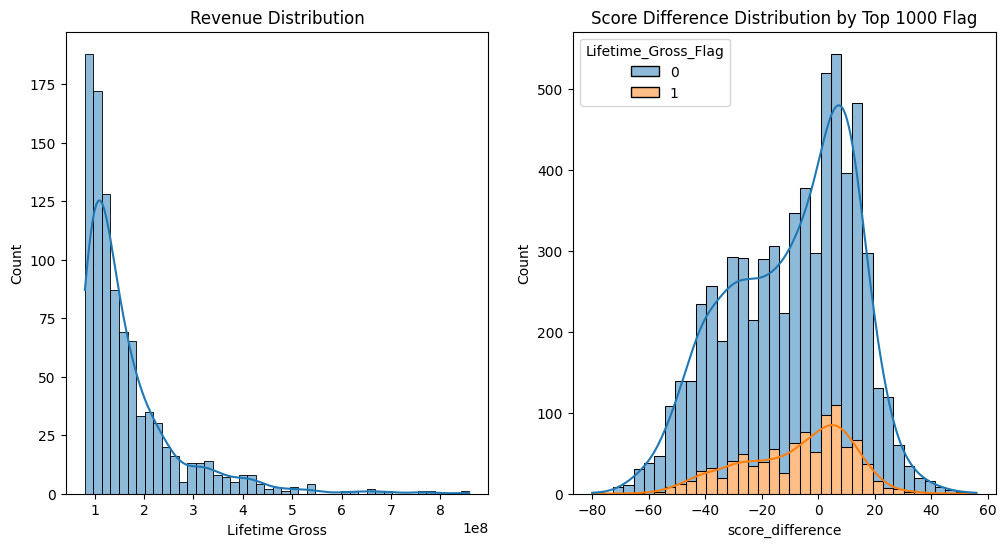 Revenue Distribution
175
150
125
100
75
50
25
0
Count
1 2 3 4 5 6 7 8
1e8
Lifetime Gross
Score Difference Distribution by Top 1000 Flag
Lifetime_Gross_Flag
0
1
500
400
300
200
100
0
Count
−80 −60 −40 −20 0 20 40 60
score_difference